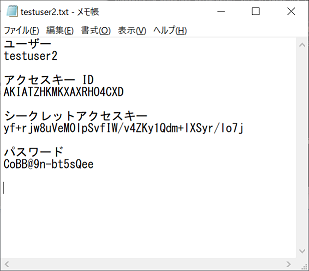 testuser2.txt - メモ帳
ファイル(F) 編集(E) 書式(O) 表示(V) ヘルプ(H)
ユーザー
testuser2
アクセスキー ID
AKIATZHKMKXAXRHO4CXD
シークレットアクセスキー
yf+rjw8uVeMOlpSvfIW/v4ZKy1Qdm+IXSyr/lo7j
パスワード
CoBB@9n-bt5sQee